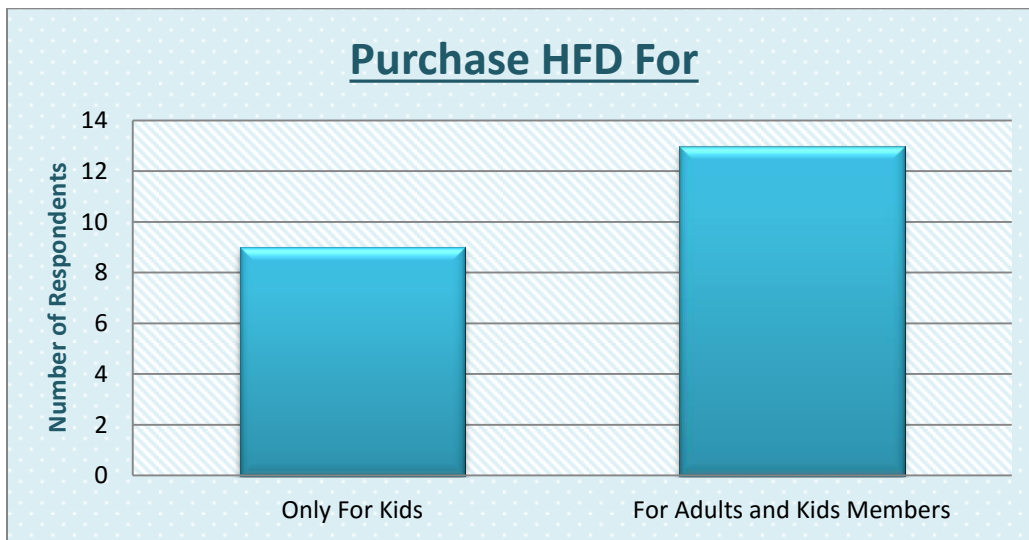 Purchase HFD For
Number of Respondents
14
12
10
8
6
4
2
0
Only For Kids
For Adults and Kids Members